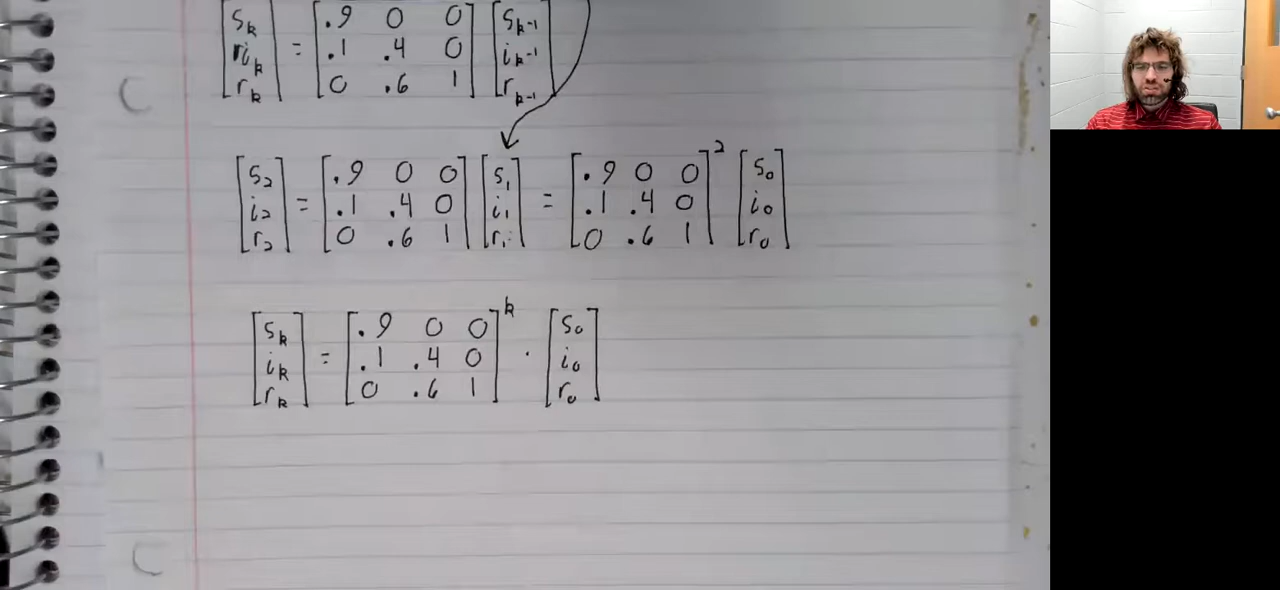 [s_k i_k r_k] = [.9 0 0; .1 .4 0; 0 .6 1] [s_k-1 i_k-1 r_k-1]
[s_2 i_2 r_2] = [.9 0 0; .1 .4 0; 0 .6 1] [s_1 i_1 r_1] = [.9 0 0; .1 .4 0; 0 .6 1]^2 [s_0 i_0 r_0]
[s_k i_k r_k] = [.9 0 0; .1 .4 0; 0 .6 1]^k · [s_0 i_0 r_0]